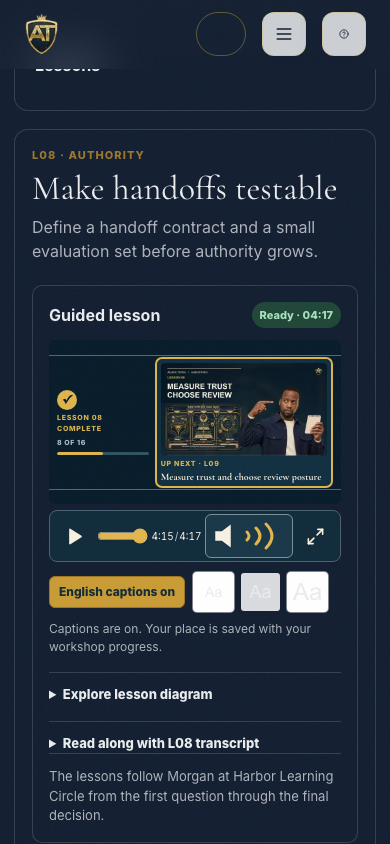 AT
Lessons
L08 · AUTHORITY
Make handoffs testable
Define a handoff contract and a small
evaluation set before authority grows.
Guided lesson
Ready · 04:17
LESSON 08
COMPLETE
8 OF 16
MEASURE TRUST
CHOOSE REVIEW
UP NEXT · L09
Measure trust and choose review posture
4:15/4:17
English captions on
Aa
Aa
Aa
Captions are on. Your place is saved with your
workshop progress.
Explore lesson diagram
Read along with L08 transcript
The lessons follow Morgan at Harbor Learning
Circle from the first question through the final
decision.